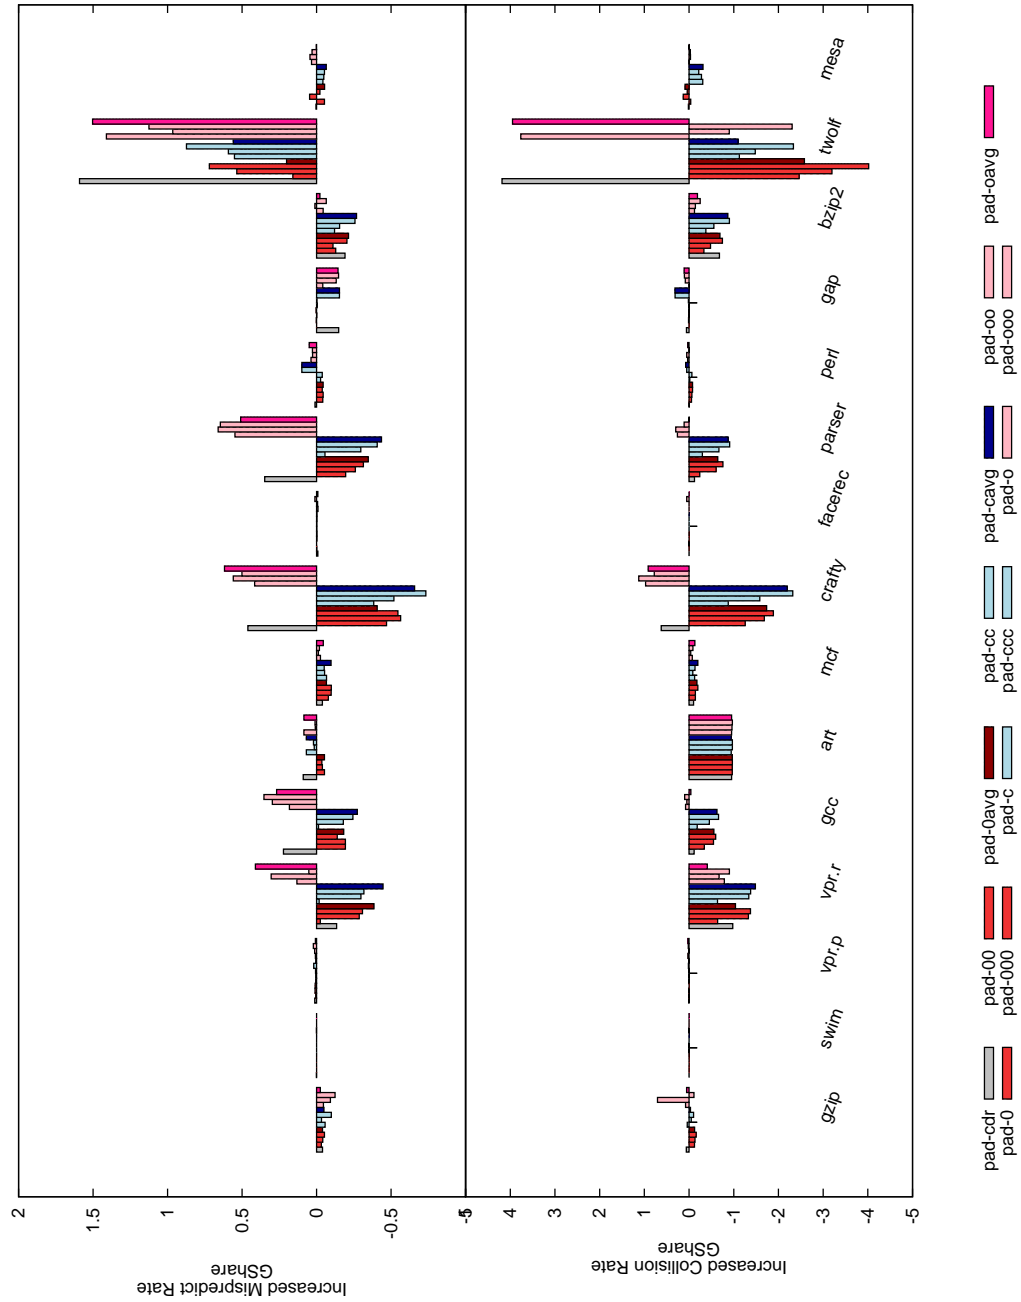 Increased Mispredict Rate
GShare
2
1.5
1
0.5
0
-0.5
Increased Collision Rate
GShare
4
3
2
1
0
-1
-2
-3
-4
-5
gzip
swim
vpr.p
vpr.r
gcc
art
mcf
crafty
facerec
parser
perl
gap
bzip2
twolf
mesa
pad-cdr
pad-0
pad-00
pad-000
pad-0avg
pad-c
pad-cc
pad-ccc
pad-cavg
pad-o
pad-oo
pad-ooo
pad-oavg